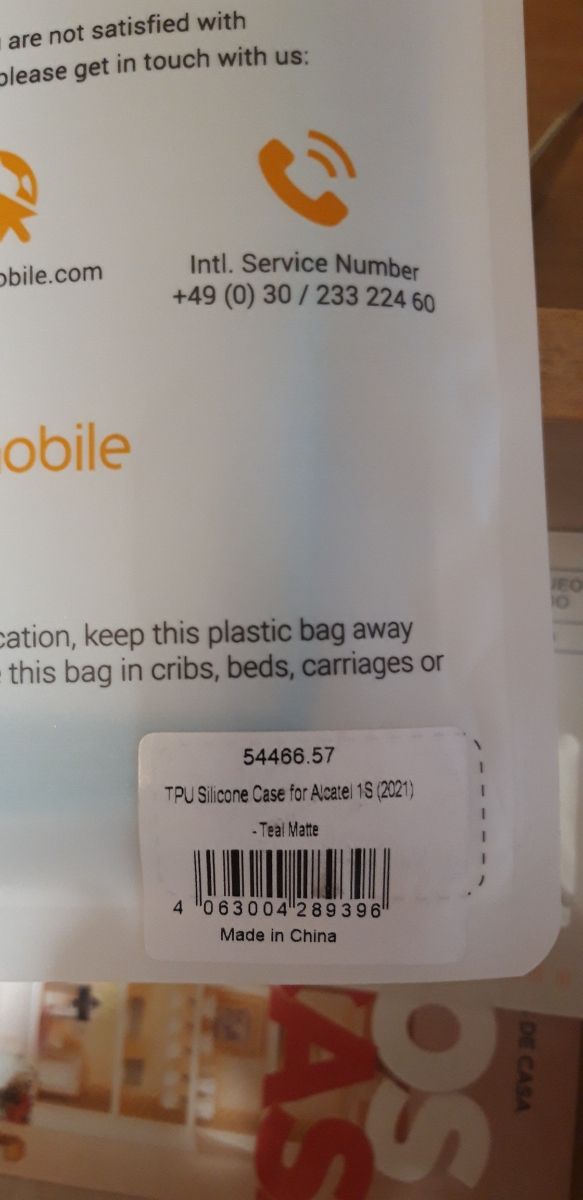 are not satisfied with
please get in touch with us:
obile.com
Intl. Service Number
+49 (0) 30 / 233 224 60
obile
cation, keep this plastic bag away
this bag in cribs, beds, carriages or
54466.57
TPU Silicone Case for Alcatel 1S (2021)
- Teal Matte
4 063004 289396
Made in China
DE CASA
OS
AS